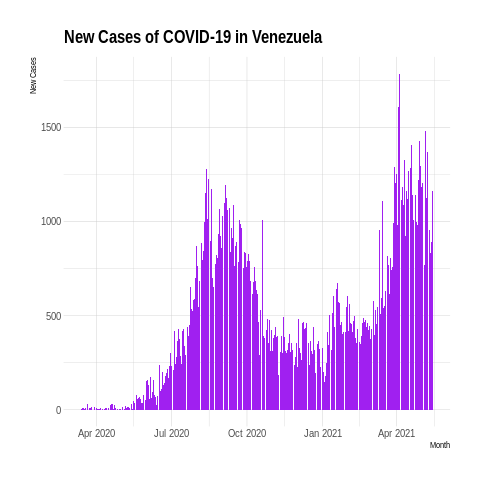 New Cases of COVID-19 in Venezuela
New Cases
1500
1000
500
0
Apr 2020 Jul 2020 Oct 2020 Jan 2021 Apr 2021
Month